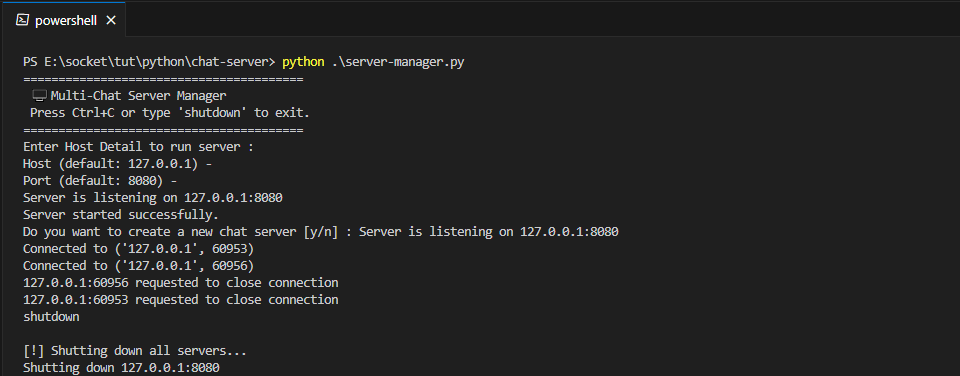 powershell
PS E:\socket\tut\python\chat-server> python .\server-manager.py
========================================
Multi-Chat Server Manager
Press Ctrl+C or type 'shutdown' to exit.
========================================
Enter Host Detail to run server :
Host (default: 127.0.0.1) -
Port (default: 8080) -
Server is listening on 127.0.0.1:8080
Server started successfully.
Do you want to create a new chat server [y/n] : Server is listening on 127.0.0.1:8080
Connected to ('127.0.0.1', 60953)
Connected to ('127.0.0.1', 60956)
127.0.0.1:60956 requested to close connection
127.0.0.1:60953 requested to close connection
shutdown
[!] Shutting down all servers...
Shutting down 127.0.0.1:8080